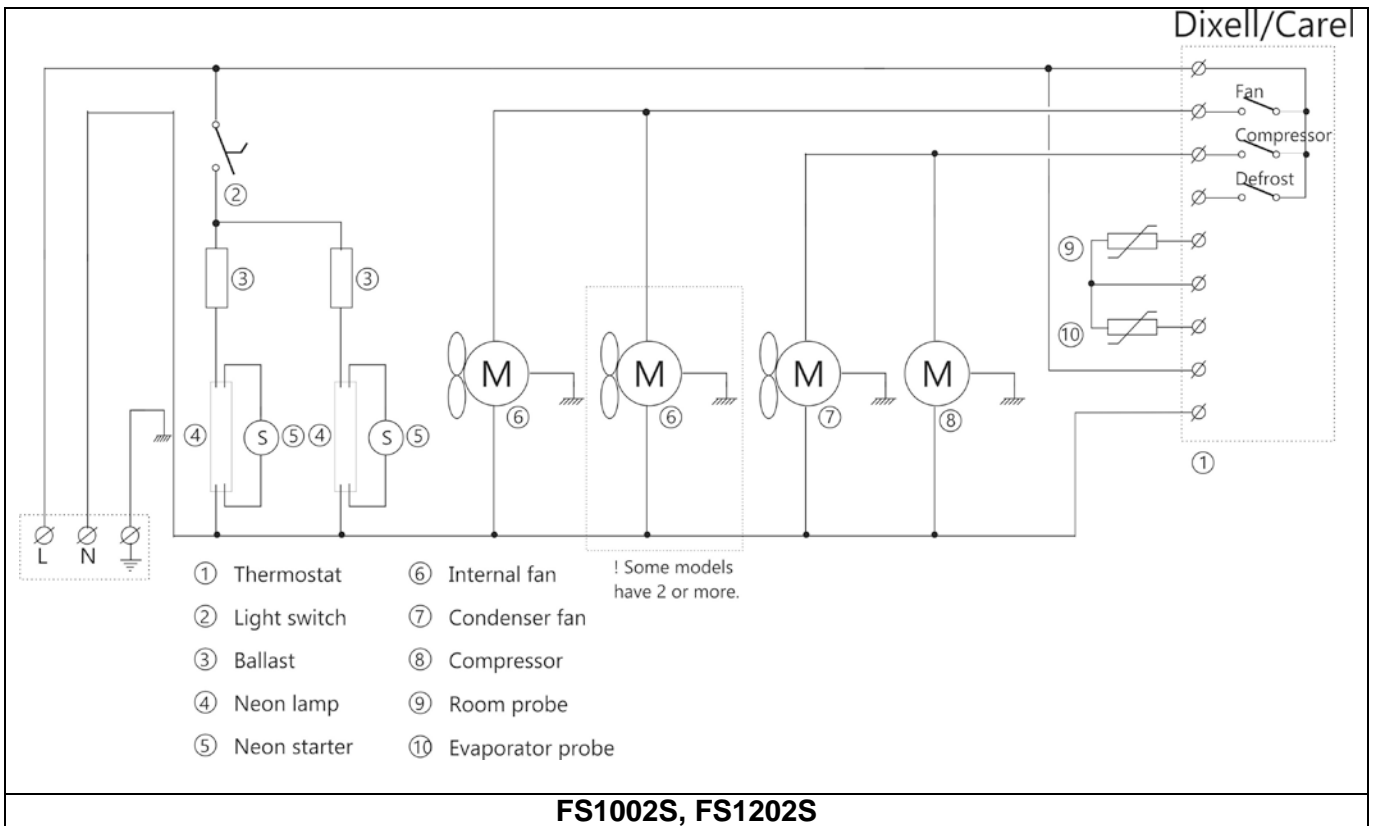 Dixell/Carel
Fan
Compressor
Defrost
②
③ ③
⑨
⑩
M M M M
④ S ⑤ ④ S ⑤
⑥ ⑥ ⑦ ⑧
①
L N
① Thermostat
② Light switch
③ Ballast
④ Neon lamp
⑤ Neon starter
⑥ Internal fan
⑦ Condenser fan
⑧ Compressor
⑨ Room probe
⑩ Evaporator probe
! Some models
have 2 or more.
FS1002S, FS1202S